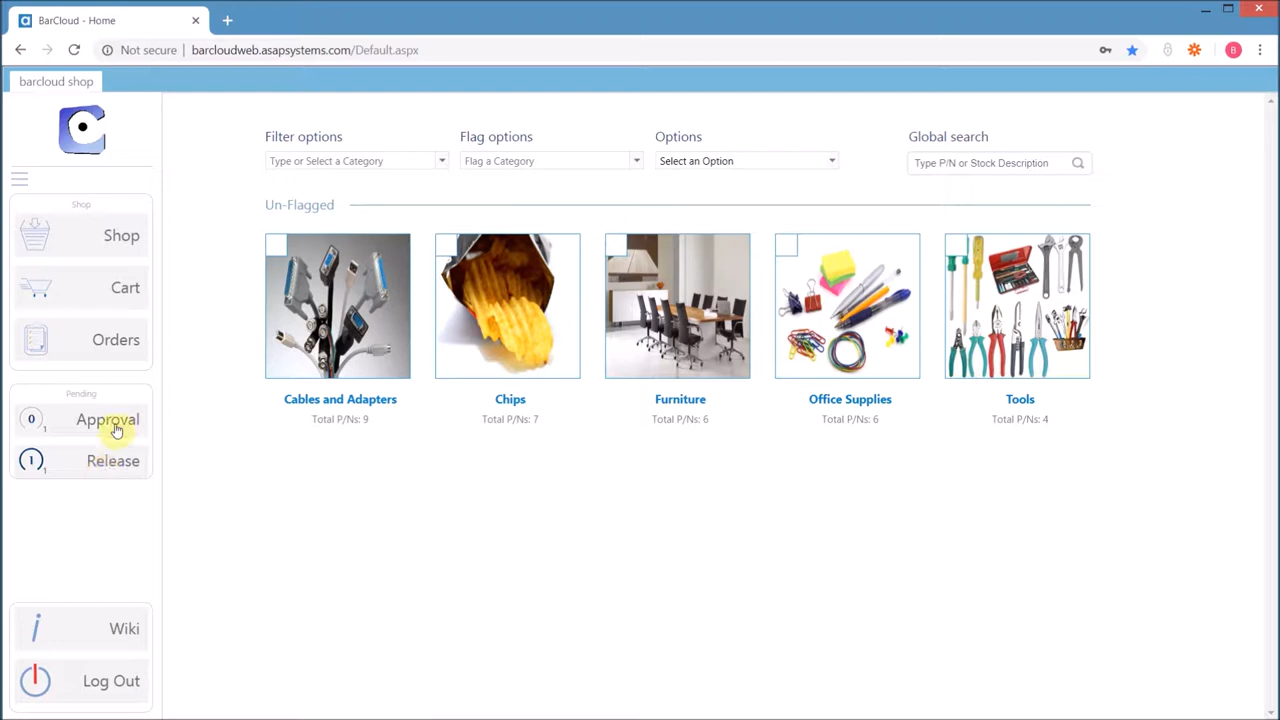 BarCloud - Home
Not secure | barcloudweb.asapsystems.com/Default.aspx
B
barcloud shop
Filter options
Flag options
Options
Global search
Type or Select a Category
Flag a Category
Select an Option
Type P/N or Stock Description
Un-Flagged
Shop
Shop
Cart
Orders
Pending
0 1 Approval
1 1 Release
Cables and Adapters
Chips
Furniture
Office Supplies
Tools
Total P/Ns: 9
Total P/Ns: 7
Total P/Ns: 6
Total P/Ns: 6
Total P/Ns: 4
Wiki
Log Out